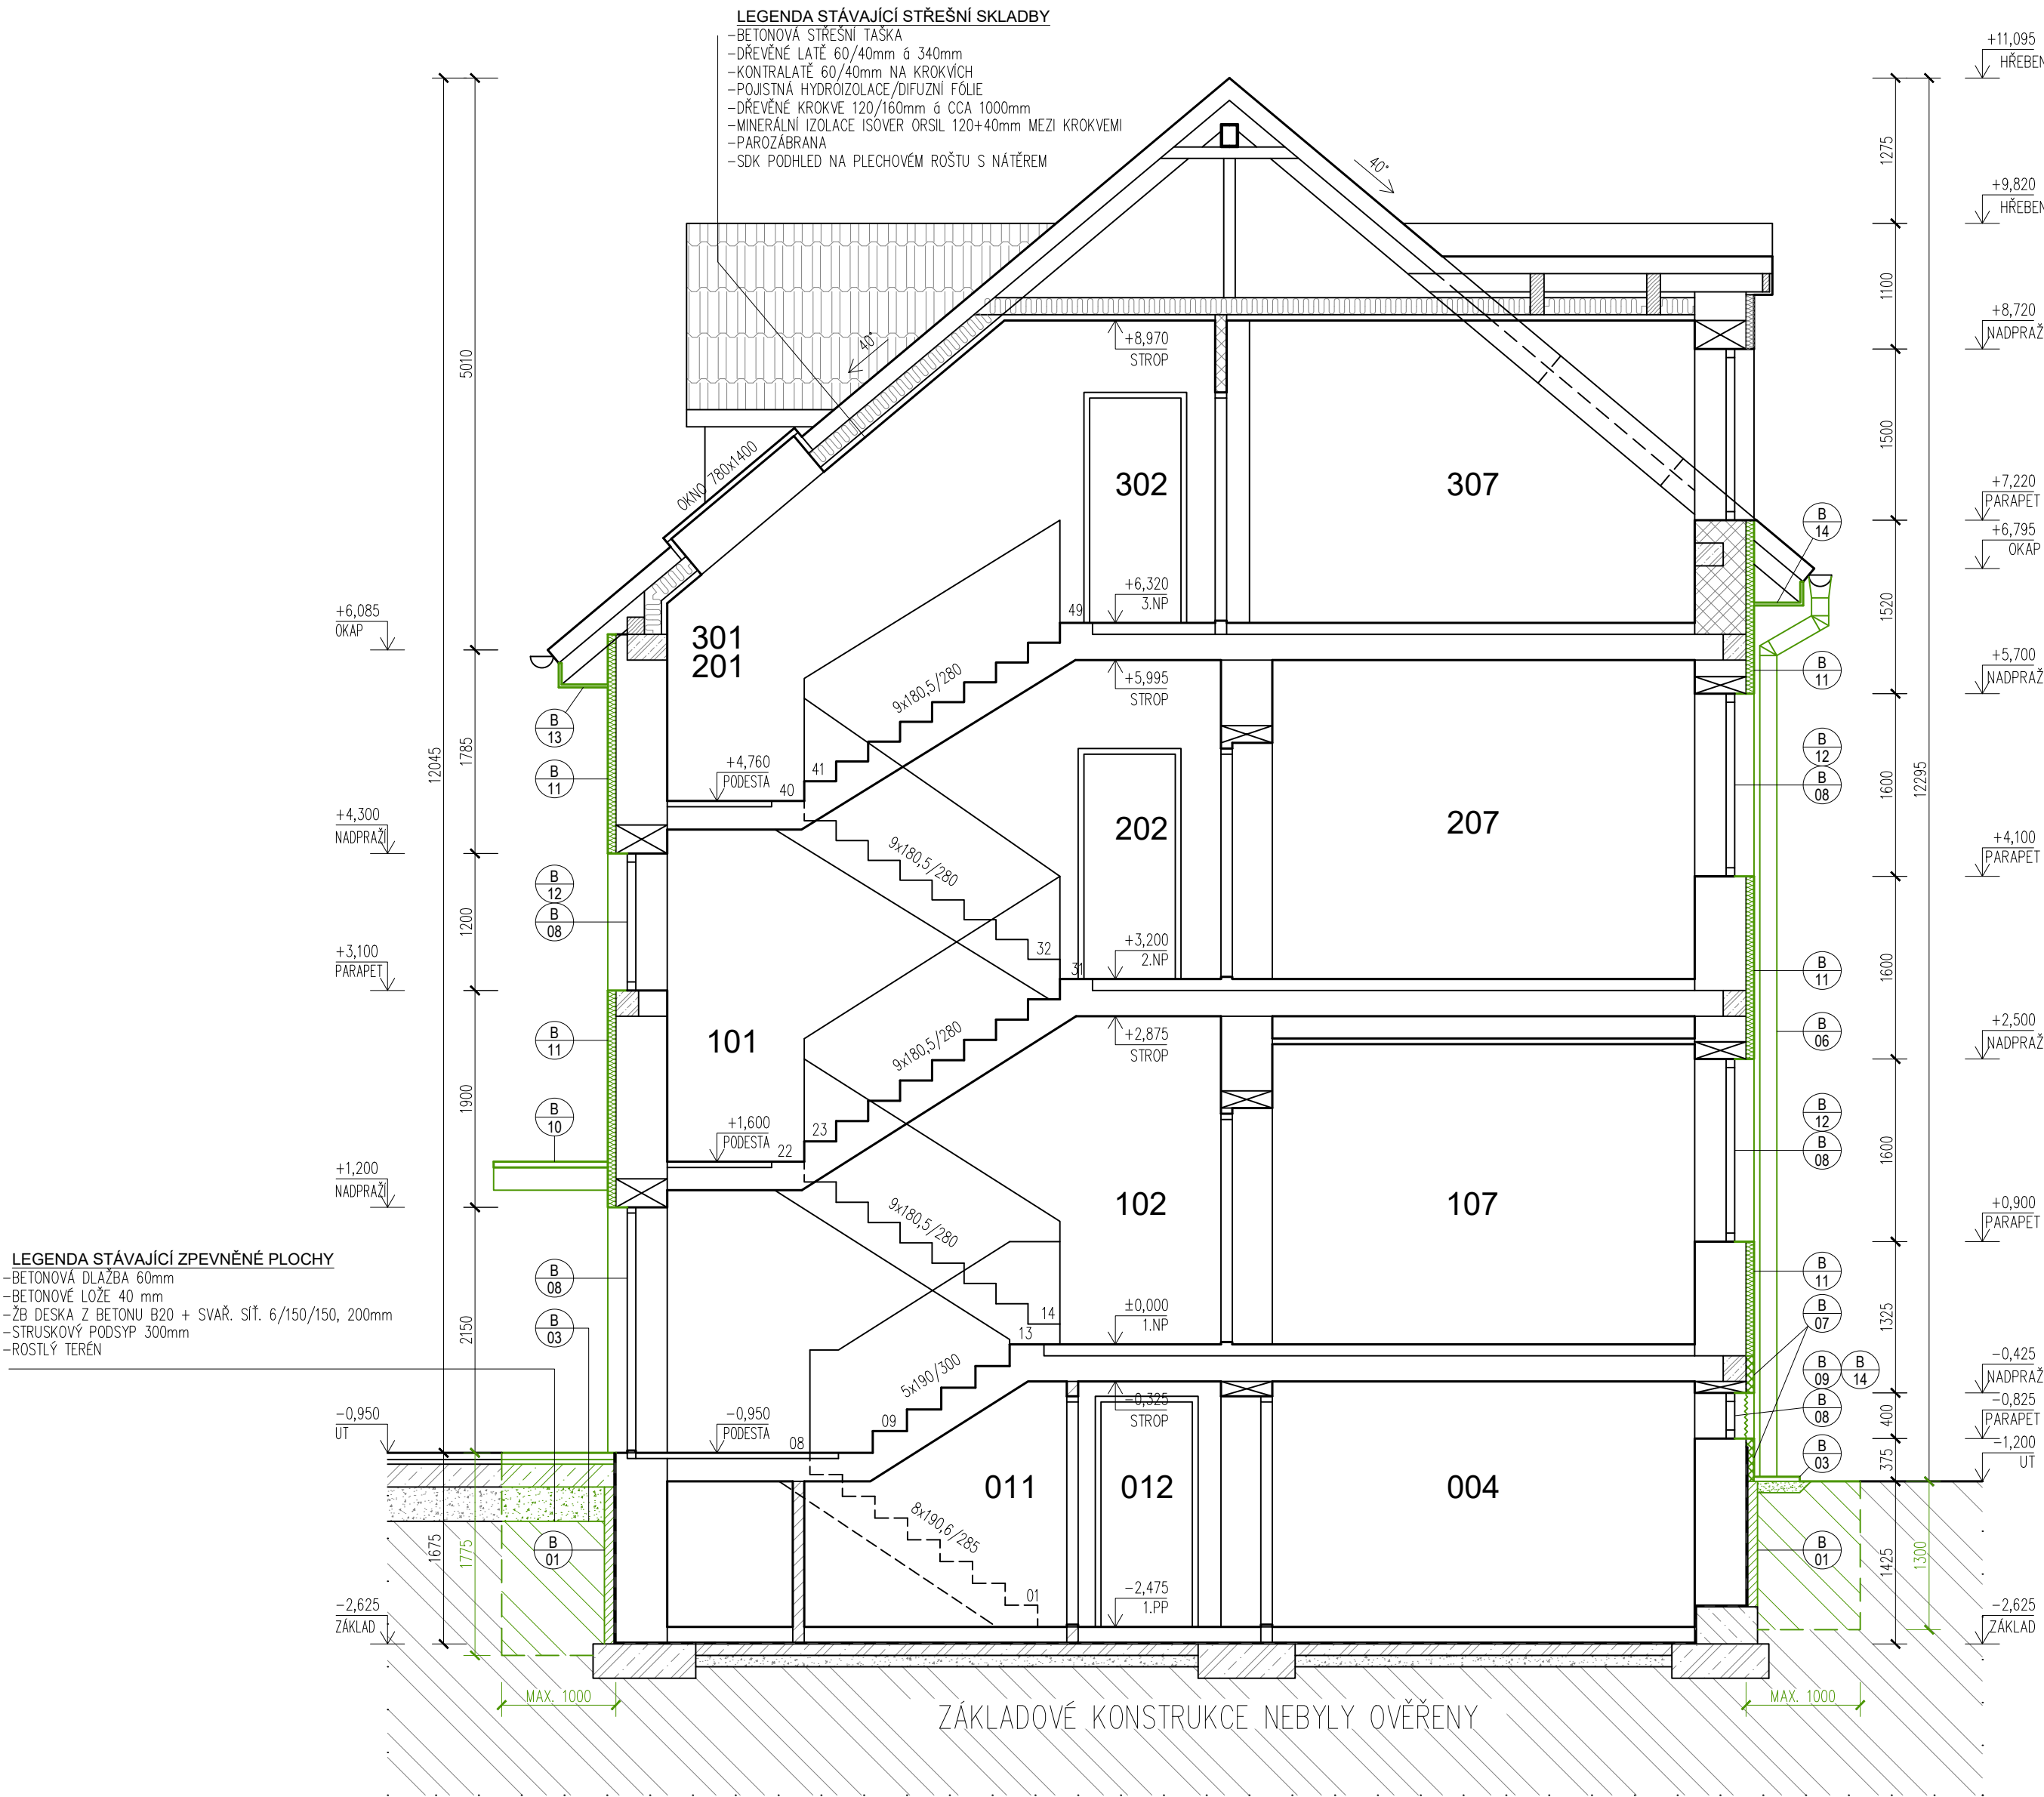 LEGENDA STÁVAJÍCÍ STŘEŠNÍ SKLADBY
-BETONOVÁ STŘEŠNÍ TAŠKA
-DŘEVĚNÉ LATĚ 60/40mm á 340mm
-KONTRALATĚ 60/40mm NA KROKVÍCH
-POJISTNÁ HYDROIZOLACE/DIFUZNÍ FÓLIE
-DŘEVĚNÉ KROKVE 120/160mm á CCA 1000mm
-MINERÁLNÍ IZOLACE ISOVER ORSIL 120+40mm MEZI KROKVEMI
-PAROZÁBRANA
-SDK PODHLED NA PLECHOVÉM ROŠTU S NÁTĚREM
+11,095
HŘEBEN
1275
40°
+9,820
HŘEBEN
1100
+8,720
NADPRAŽ
5010
40°
+8,970
STROP
OKNO 780x1400
1500
302
307
+7,220
PARAPET
B
14
+6,795
OKAP
+6,085
OKAP
301
201
49
+6,320
3.NP
1520
9x180,5/280
+5,995
STROP
B
11
+5,700
NADPRAŽ
B
13
B
11
12045
1785
+4,760
PODESTA
40
41
B
12
B
08
1600
12295
+4,300
NADPRAŽÍ
202
207
9x180,5/280
+4,100
PARAPET
B
12
B
08
1200
+3,100
PARAPET
32
31
+3,200
2.NP
B
11
1600
B
11
101
9x180,5/280
+2,875
STROP
B
06
+2,500
NADPRAŽ
1900
B
10
+1,600
PODESTA
22
23
B
12
B
08
1600
+1,200
NADPRAŽÍ
102
107
9x180,5/280
+0,900
PARAPET
LEGENDA STÁVAJÍCÍ ZPEVNĚNÉ PLOCHY
-BETONOVÁ DLAŽBA 60mm
-BETONOVÉ LOŽE 40 mm
-ŽB DESKA Z BETONU B20 + SVAŘ. SÍŤ. 6/150/150, 200mm
-STRUSKOVÝ PODSYP 300mm
-ROSTLÝ TERÉN
B
08
B
03
2150
14
13
±0,000
1.NP
B
11
B
07
1325
5x190/300
-0,325
STROP
B
09
B
14
B
08
-0,425
NADPRAŽ
400
-0,825
PARAPET
-0,950
UT
-0,950
PODESTA
08
09
B
03
375
-1,200
UT
011
012
004
8x190,6/285
1675
1775
B
01
B
01
1425
1300
01
-2,475
1.PP
-2,625
ZÁKLAD
-2,625
ZÁKLAD
MAX. 1000
MAX. 1000
ZÁKLADOVÉ KONSTRUKCE NEBYLY OVĚŘENY